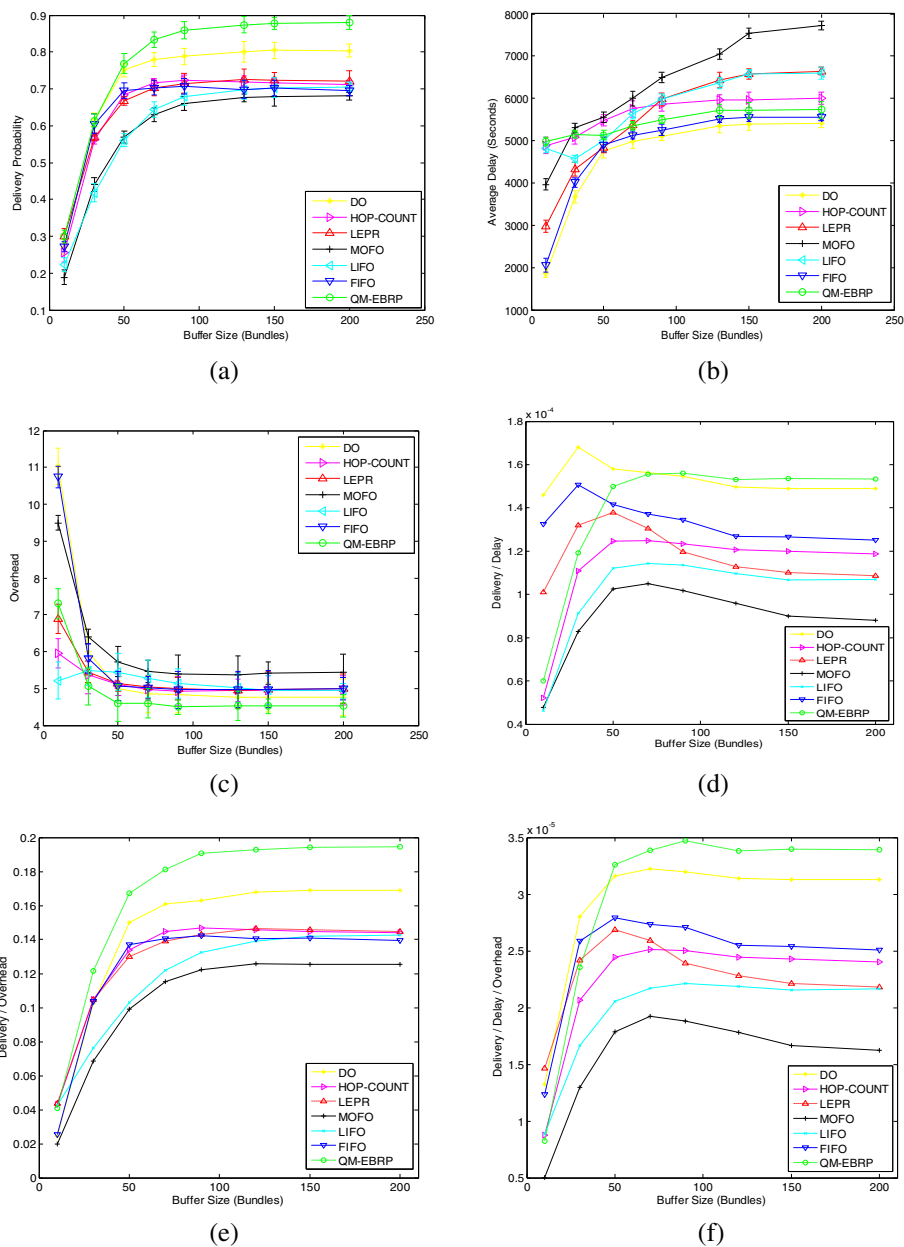 0.9
0.8
0.7
0.6
0.5
0.4
0.3
0.2
0.1
0 50 100 150 200 250
Delivery Probability
Buffer Size (Bundles)
DO
HOP-COUNT
LEPR
MOFO
LIFO
FIFO
QM-EBRP
(a)
8000
7000
6000
5000
4000
3000
2000
1000
0 50 100 150 200 250
Average Delay (Seconds)
Buffer Size (Bundles)
DO
HOP-COUNT
LEPR
MOFO
LIFO
FIFO
QM-EBRP
(b)
12
11
10
9
8
7
6
5
4
0 50 100 150 200 250
Overhead
Buffer Size (Bundles)
DO
HOP-COUNT
LEPR
MOFO
LIFO
FIFO
QM-EBRP
(c)
x 10⁻⁴
1.8
1.6
1.4
1.2
1
0.8
0.6
0.4
0 50 100 150 200
Delivery / Delay
Buffer Size (Bundles)
DO
HOP-COUNT
LEPR
MOFO
LIFO
FIFO
QM-EBRP
(d)
0.2
0.18
0.16
0.14
0.12
0.1
0.08
0.06
0.04
0.02
0
0 50 100 150 200
Delivery / Overhead
Buffer Size (Bundles)
DO
HOP-COUNT
LEPR
MOFO
LIFO
FIFO
QM-EBRP
(e)
x 10⁻⁵
3.5
3
2.5
2
1.5
1
0.5
0 50 100 150 200
Delivery / Delay / Overhead
Buffer Size (Bundles)
DO
HOP-COUNT
LEPR
MOFO
LIFO
FIFO
QM-EBRP
(f)